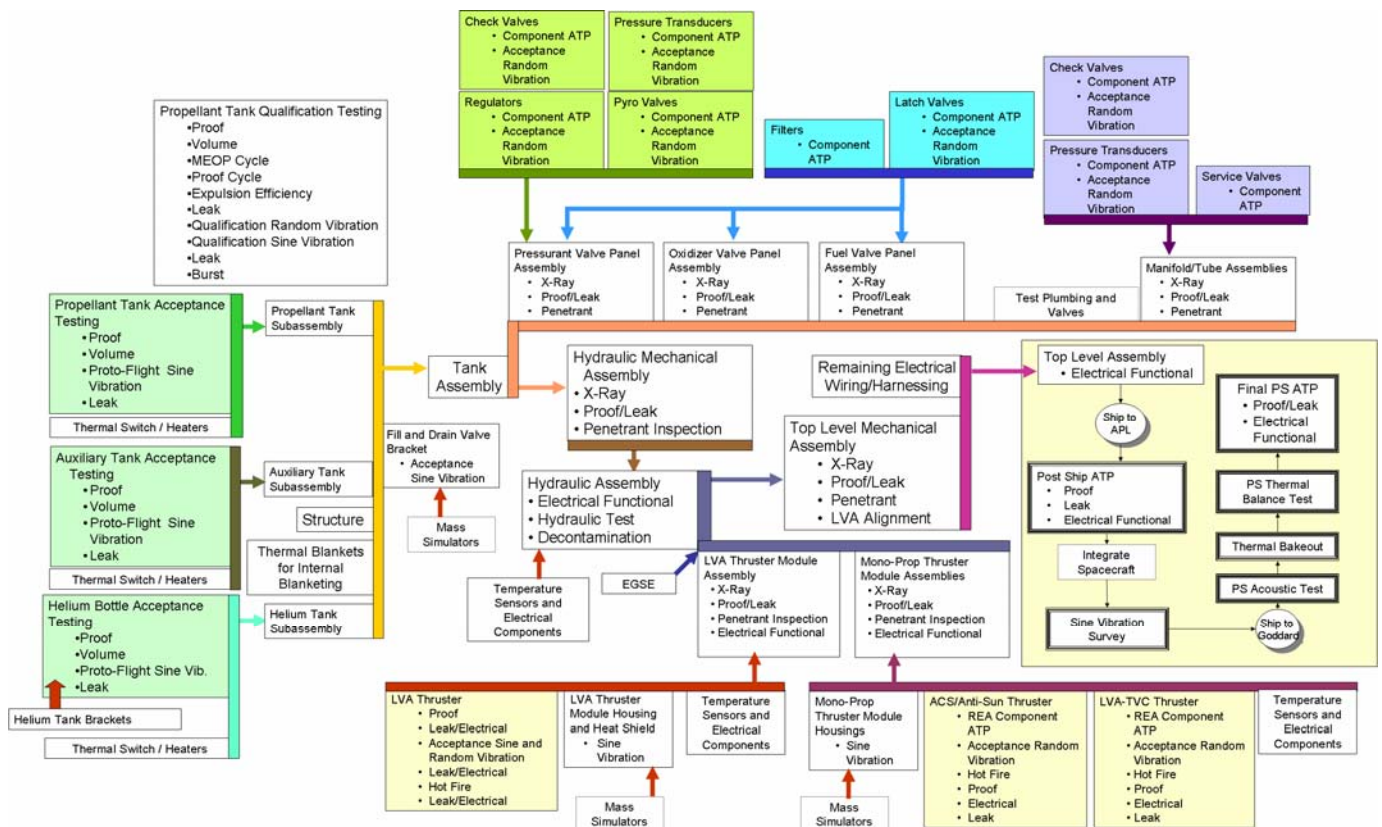 Check Valves
• Component ATP
• Acceptance
Random
Vibration
Pressure Transducers
• Component ATP
• Acceptance
Random
Vibration
Regulators
• Component ATP
• Acceptance
Random
Vibration
Pyro Valves
• Component ATP
• Acceptance
Random
Vibration
Filters
• Component
ATP
Latch Valves
• Component ATP
• Acceptance
Random
Vibration
Check Valves
• Component
ATP
• Acceptance
Random
Vibration
Pressure Transducers
• Component
ATP
• Acceptance
Random
Vibration
Service Valves
• Component
ATP
Propellant Tank Qualification Testing
•Proof
•Volume
•MEOP Cycle
•Proof Cycle
•Expulsion Efficiency
•Leak
•Qualification Random Vibration
•Qualification Sine Vibration
•Leak
•Burst
Pressurant Valve Panel
Assembly
• X-Ray
• Proof/Leak
• Penetrant
Oxidizer Valve Panel
Assembly
• X-Ray
• Proof/Leak
• Penetrant
Fuel Valve Panel
Assembly
• X-Ray
• Proof/Leak
• Penetrant
Test Plumbing and
Valves
Manifold/Tube Assemblies
• X-Ray
• Proof/Leak
• Penetrant
Propellant Tank Acceptance
Testing
• Proof
• Volume
• Proto-Flight Sine
Vibration
• Leak
Thermal Switch / Heaters
Propellant Tank
Subassembly
Auxiliary Tank Acceptance
Testing
• Proof
• Volume
• Proto-Flight Sine
Vibration
• Leak
Thermal Switch / Heaters
Auxiliary Tank
Subassembly
Structure
Thermal Blankets
for Internal
Blanketing
Helium Bottle Acceptance
Testing
•Proof
•Volume
•Proto-Flight Sine Vib.
•Leak
Helium Tank Brackets
Thermal Switch / Heaters
Helium Tank
Subassembly
Tank
Assembly
Fill and Drain Valve
Bracket
• Acceptance
Sine Vibration
Mass
Simulators
Hydraulic Mechanical
Assembly
• X-Ray
• Proof/Leak
• Penetrant Inspection
Hydraulic Assembly
• Electrical Functional
• Hydraulic Test
• Decontamination
Temperature
Sensors and
Electrical
Components
EGSE
Remaining Electrical
Wiring/Harnessing
Top Level Mechanical
Assembly
• X-Ray
• Proof/Leak
• Penetrant
• LVA Alignment
LVA Thruster Module
Assembly
• X-Ray
• Proof/Leak
• Penetrant Inspection
• Electrical Functional
Mono-Prop Thruster
Module Assemblies
• X-Ray
• Proof/Leak
• Penetrant Inspection
• Electrical Functional
Top Level Assembly
• Electrical Functional
Ship to
APL
Post Ship ATP
• Proof
• Leak
• Electrical Functional
Integrate
Spacecraft
Sine Vibration
Survey
Ship to
Goddard
PS Acoustic Test
Thermal Bakeout
PS Thermal
Balance Test
Final PS ATP
• Proof/Leak
• Electrical
Functional
LVA Thruster
• Proof
• Leak/Electrical
• Acceptance Sine and
Random Vibration
• Leak/Electrical
• Hot Fire
• Leak/Electrical
LVA Thruster
Module Housing
and Heat Shield
• Sine
Vibration
Mass
Simulators
Temperature
Sensors and
Electrical
Components
Mono-Prop
Thruster Module
Housings
• Sine
Vibration
Mass
Simulators
ACS/Anti-Sun Thruster
• REA Component
ATP
• Acceptance Random
Vibration
• Hot Fire
• Proof
• Electrical
• Leak
LVA-TVC Thruster
• REA Component
ATP
• Acceptance Random
Vibration
• Hot Fire
• Proof
• Electrical
• Leak
Temperature
Sensors and
Electrical
Components